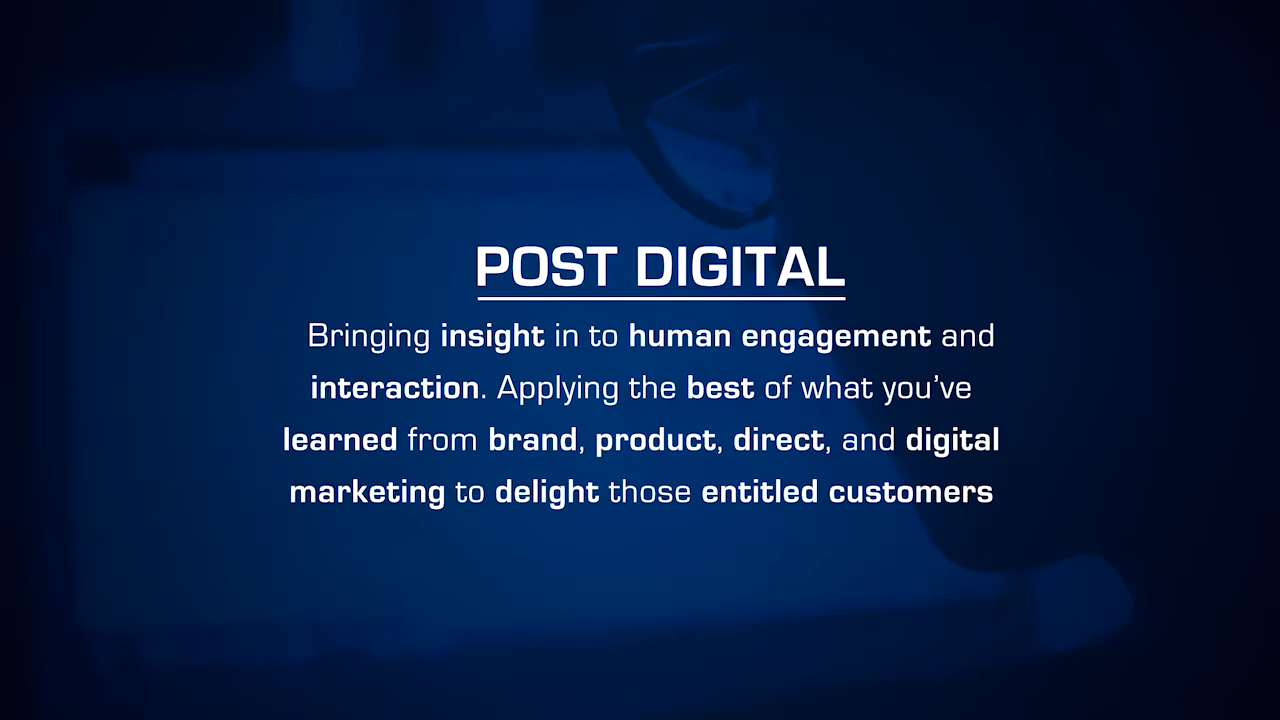 POST DIGITAL
Bringing insight in to human engagement and
interaction. Applying the best of what you’ve
learned from brand, product, direct, and digital
marketing to delight those entitled customers